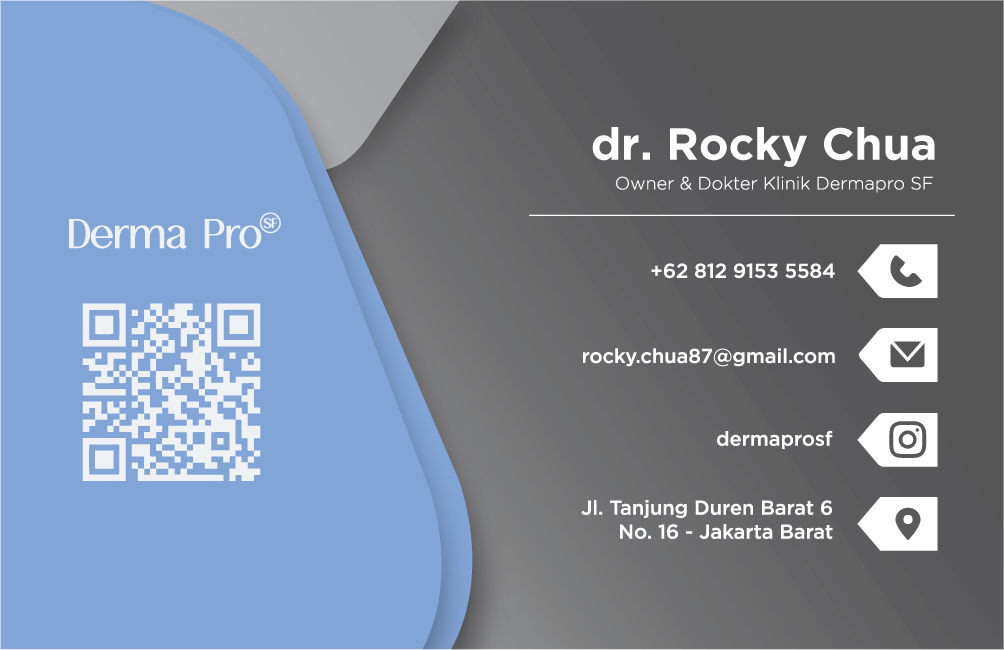 Derma Pro SF
dr. Rocky Chua
Owner & Dokter Klinik Dermapro SF
+62 812 9153 5584
rocky.chua87@gmail.com
dermaprosf
Jl. Tanjung Duren Barat 6
No. 16 - Jakarta Barat